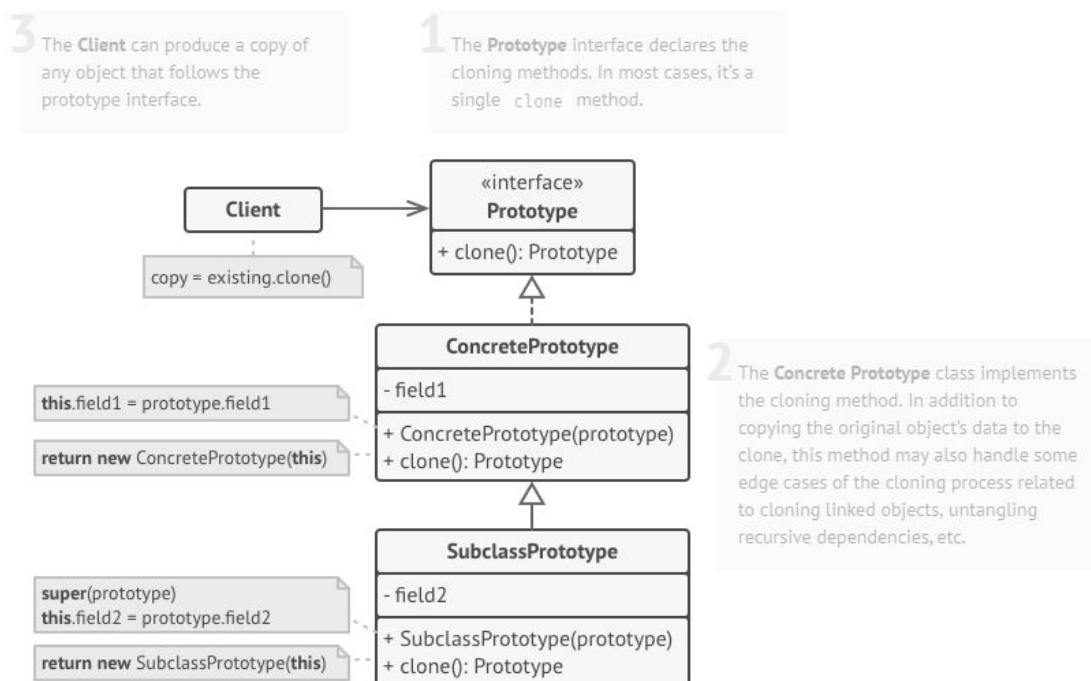 3
The Client can produce a copy of
any object that follows the
prototype interface.
1
The Prototype interface declares the
cloning methods. In most cases, it's a
single clone method.
Client
copy = existing.clone()
«interface»
Prototype
+ clone(): Prototype
ConcretePrototype
- field1
+ ConcretePrototype(prototype)
+ clone(): Prototype
this.field1 = prototype.field1
return new ConcretePrototype(this)
2
The Concrete Prototype class implements
the cloning method. In addition to
copying the original object's data to the
clone, this method may also handle some
edge cases of the cloning process related
to cloning linked objects, untangling
recursive dependencies, etc.
SubclassPrototype
- field2
+ SubclassPrototype(prototype)
+ clone(): Prototype
super(prototype)
this.field2 = prototype.field2
return new SubclassPrototype(this)